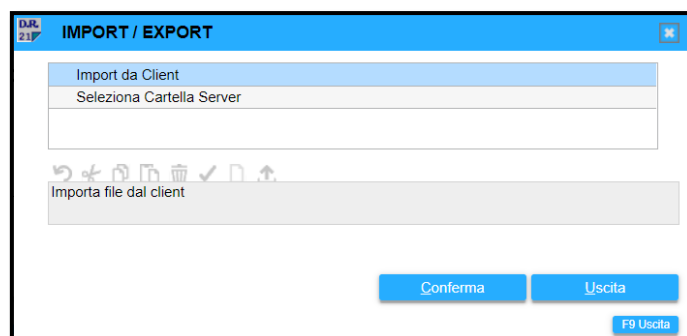 D.R.
21
IMPORT / EXPORT
Import da Client
Seleziona Cartella Server
Importa file dal client
Conferma
Uscita
F9 Uscita